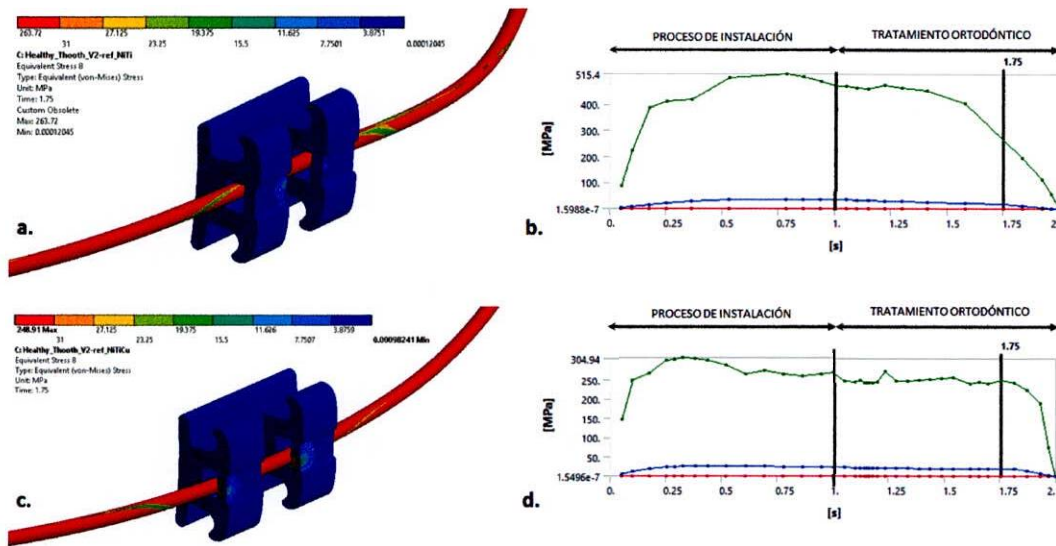 263.72 27.125 23.25 19.375 15.5 11.625 7.7501 3.8751 0.00012045
31
C: Healthy_Thooth_V2-ref_NiTi
Equivalent Stress 8
Type: Equivalent (von-Mises) Stress
Unit: MPa
Time: 1.75
Custom Obsolete
Max: 263.72
Min: 0.00012045
a.
PROCESO DE INSTALACIÓN
TRATAMIENTO ORTODÓNTICO
1.75
515.4
400.
300.
200.
100.
1.5988e-7
[MPa]
0. 0.25 0.5 0.75 1. 1.25 1.5 1.75 2.
[s]
b.
248.91 Max 27.125 19.375 11.626 3.8759
31 23.25 15.5 7.7507 0.00098241 Min
C: Healthy_Thooth_V2-ref_NiTiCu
Equivalent Stress 8
Type: Equivalent (von-Mises) Stress
Unit: MPa
Time: 1.75
c.
PROCESO DE INSTALACIÓN
TRATAMIENTO ORTODÓNTICO
1.75
304.94
250.
200.
150.
100.
50.
1.5496e-7
[MPa]
0. 0.25 0.5 0.75 1. 1.25 1.5 1.75 2.
[s]
d.